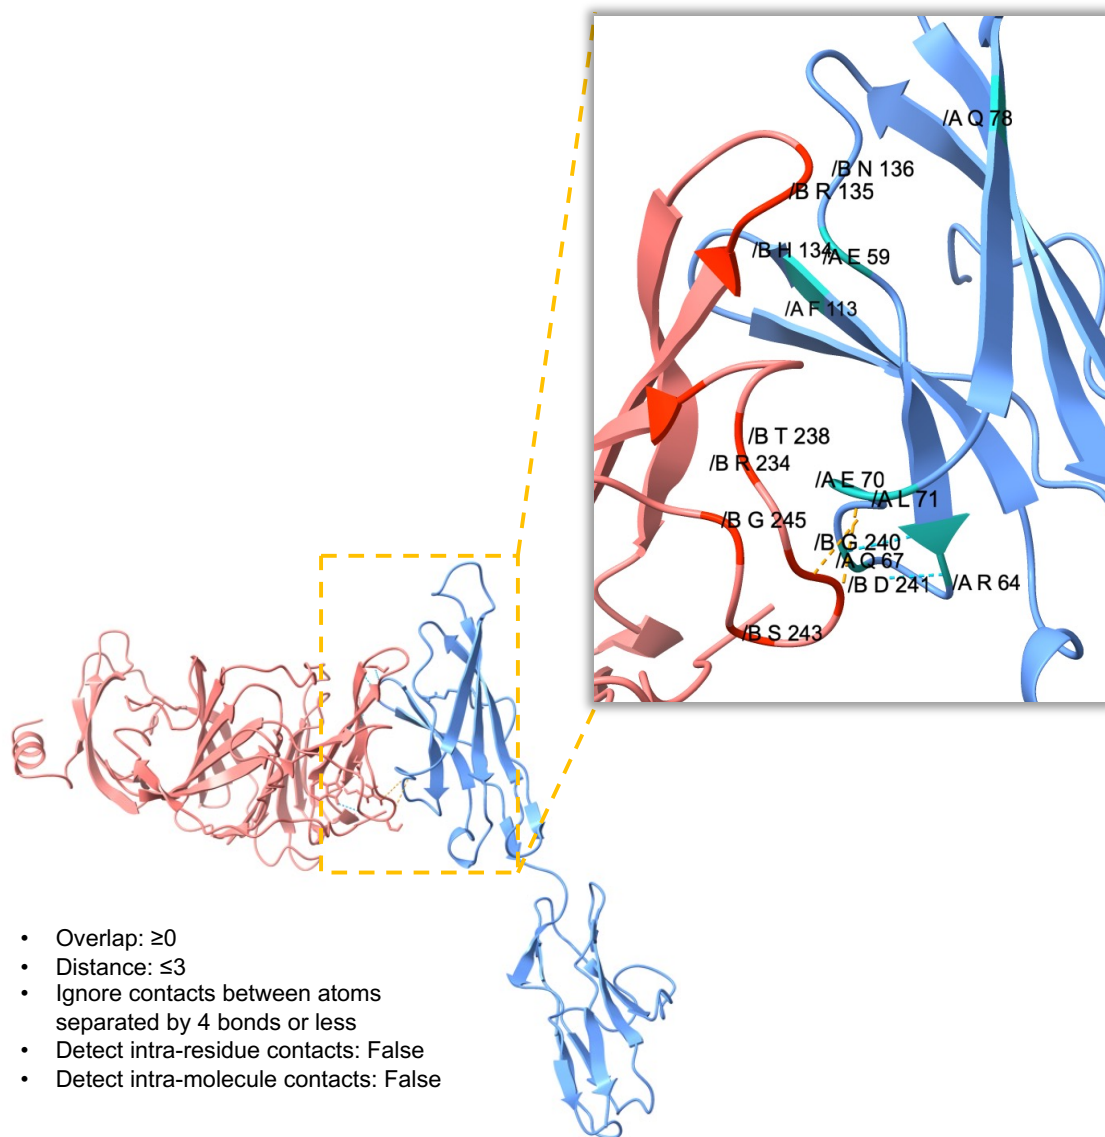 /A Q 78
/B N 136
/B R 135
/B H 134
/A E 59
/A F 113
/B T 238
/B R 234
/A E 70
/A L 71
/B G 245
/B G 240
/A Q 67
/B D 241
/A R 64
/B S 243
• Overlap: ≥0
• Distance: ≤3
• Ignore contacts between atoms
separated by 4 bonds or less
• Detect intra-residue contacts: False
• Detect intra-molecule contacts: False